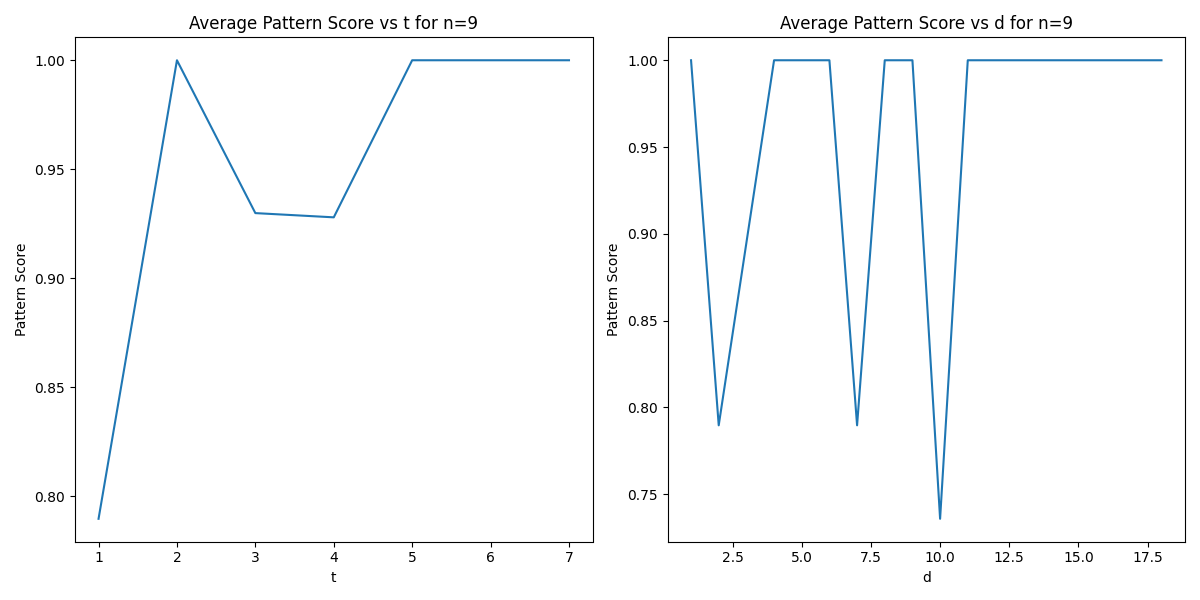 Average Pattern Score vs t for n=9
Pattern Score
1.00
0.95
0.90
0.85
0.80
1 2 3 4 5 6 7
t
Average Pattern Score vs d for n=9
Pattern Score
1.00
0.95
0.90
0.85
0.80
0.75
2.5 5.0 7.5 10.0 12.5 15.0 17.5
d